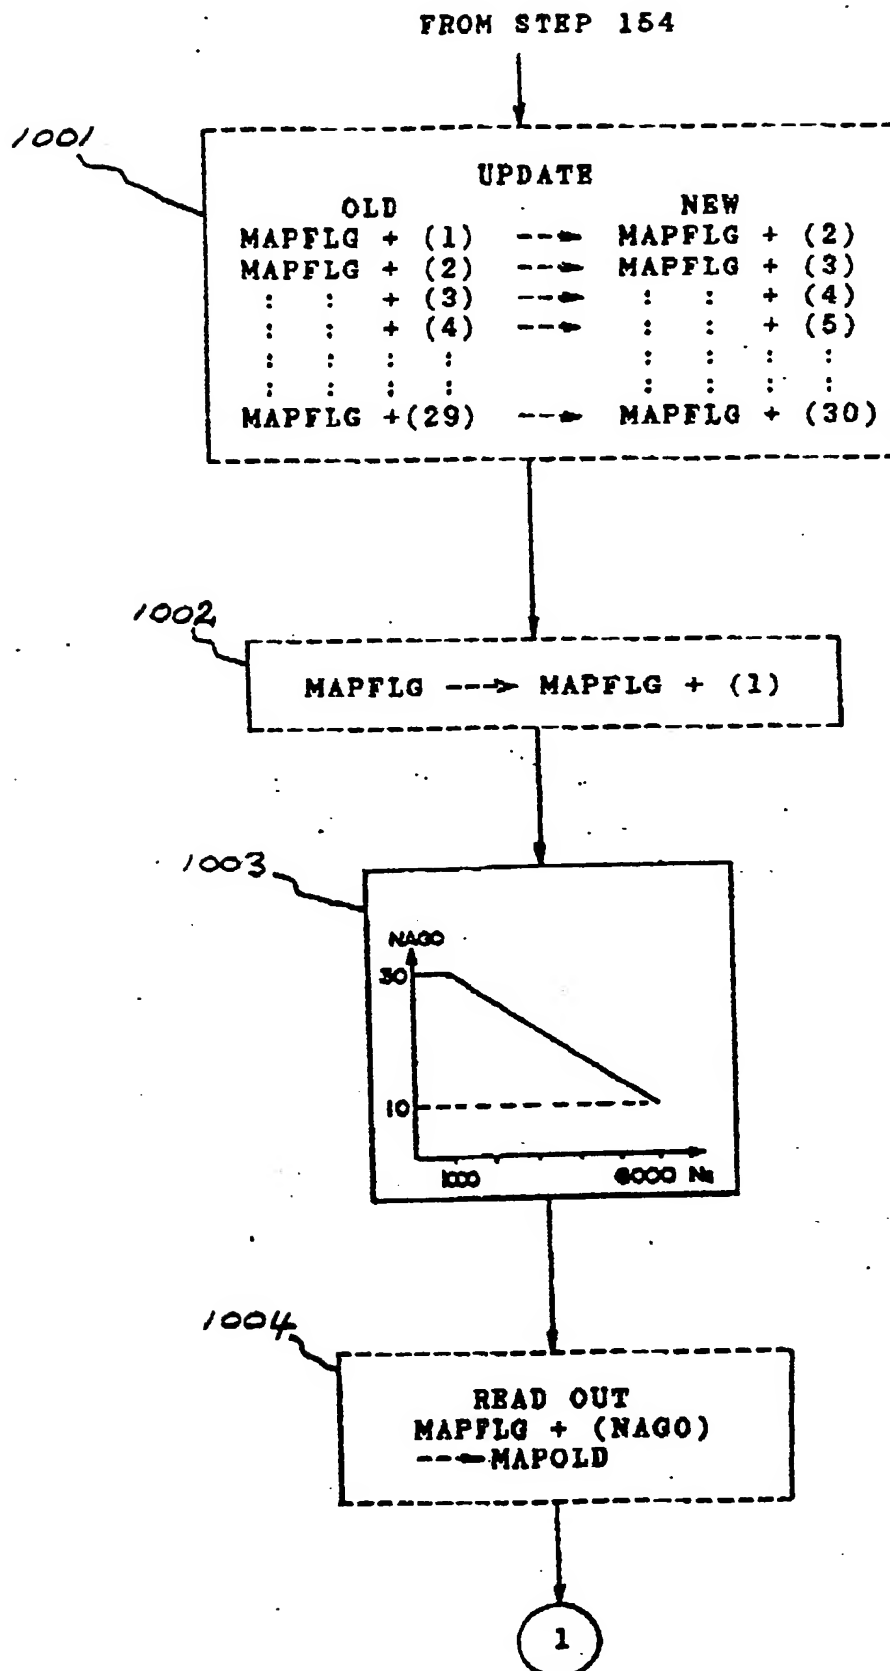 FROM STEP 154
1001
UPDATE
OLD NEW
MAPFLG + (1) ---► MAPFLG + (2)
MAPFLG + (2) ---► MAPFLG + (3)
: : + (3) ---► : : + (4)
: : + (4) ---► : : + (5)
: : : : : : : :
: : : : : : : :
MAPFLG +(29) ---► MAPFLG + (30)
1002
MAPFLG ---> MAPFLG + (1)
1003
NAGO
30
10
1000 6000 Ne
1004
READ OUT
MAPFLG + (NAGO)
---►MAPOLD
1